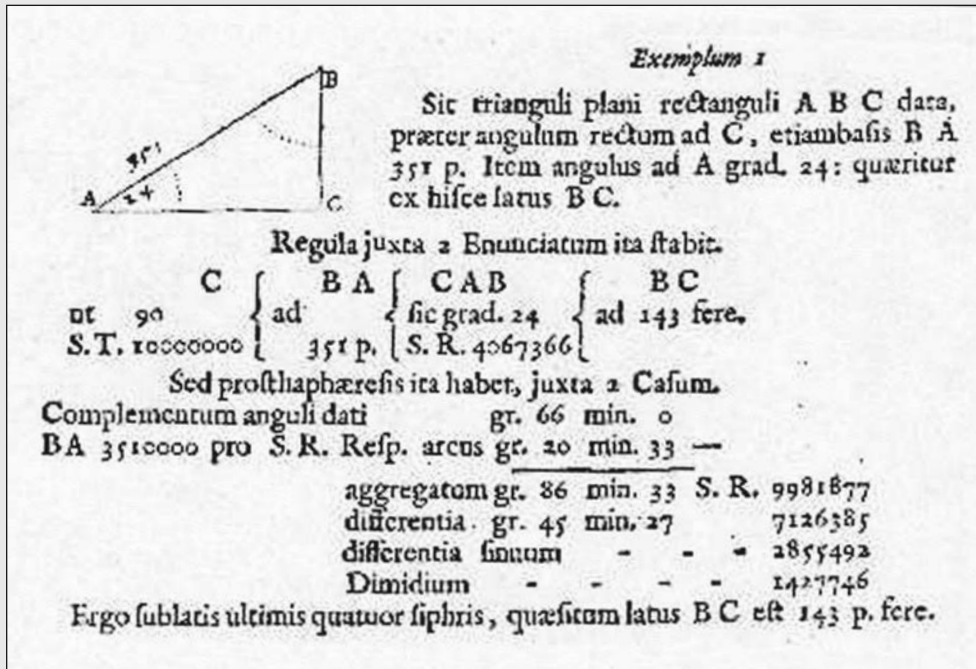 Exemplum 1
B
351
A 24 C
Sit trianguli plani rectanguli A B C data,
præter angulum rectum ad C, etiam basis B A
351 p. Item angulus ad A grad. 24: quæritur
ex hisce latus B C.
Regula juxta 2 Enunciatum ita stabit.
C { B A { C A B { B C
ut 90 { ad { sic grad. 24 { ad 143 fere.
S. T. 10000000 { 351 p. { S. R. 4067366 {
Sed prosthaphæresis ita habet, juxta 2 Casum.
Complementum anguli dati gr. 66 min. 0
BA 3510000 pro S. R. Resp. arcus gr. 20 min. 33 —
aggregatum gr. 86 min. 33 S. R. 9981877
differentia. gr. 45 min. 27 7126385
differentia sinuum - - - 2855492
Dimidium - - - - 1427746
Ergo sublatis ultimis quatuor siphris, quæsitum latus B C est 143 p. fere.